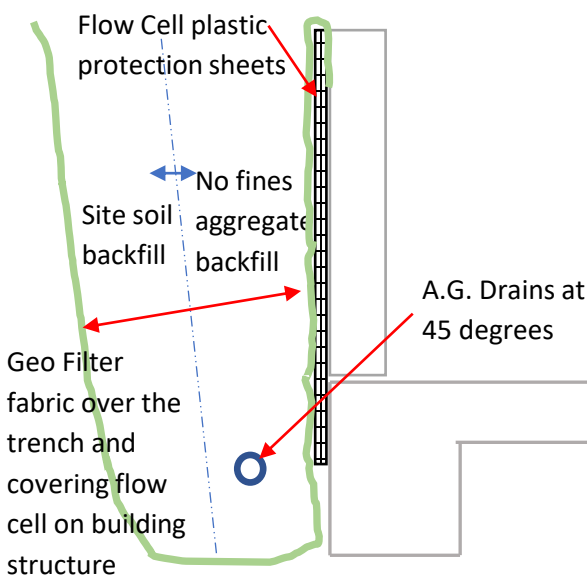 Flow Cell plastic
protection sheets
No fines
aggregate
backfill
Site soil
backfill
A.G. Drains at
45 degrees
Geo Filter
fabric over the
trench and
covering flow
cell on building
structure